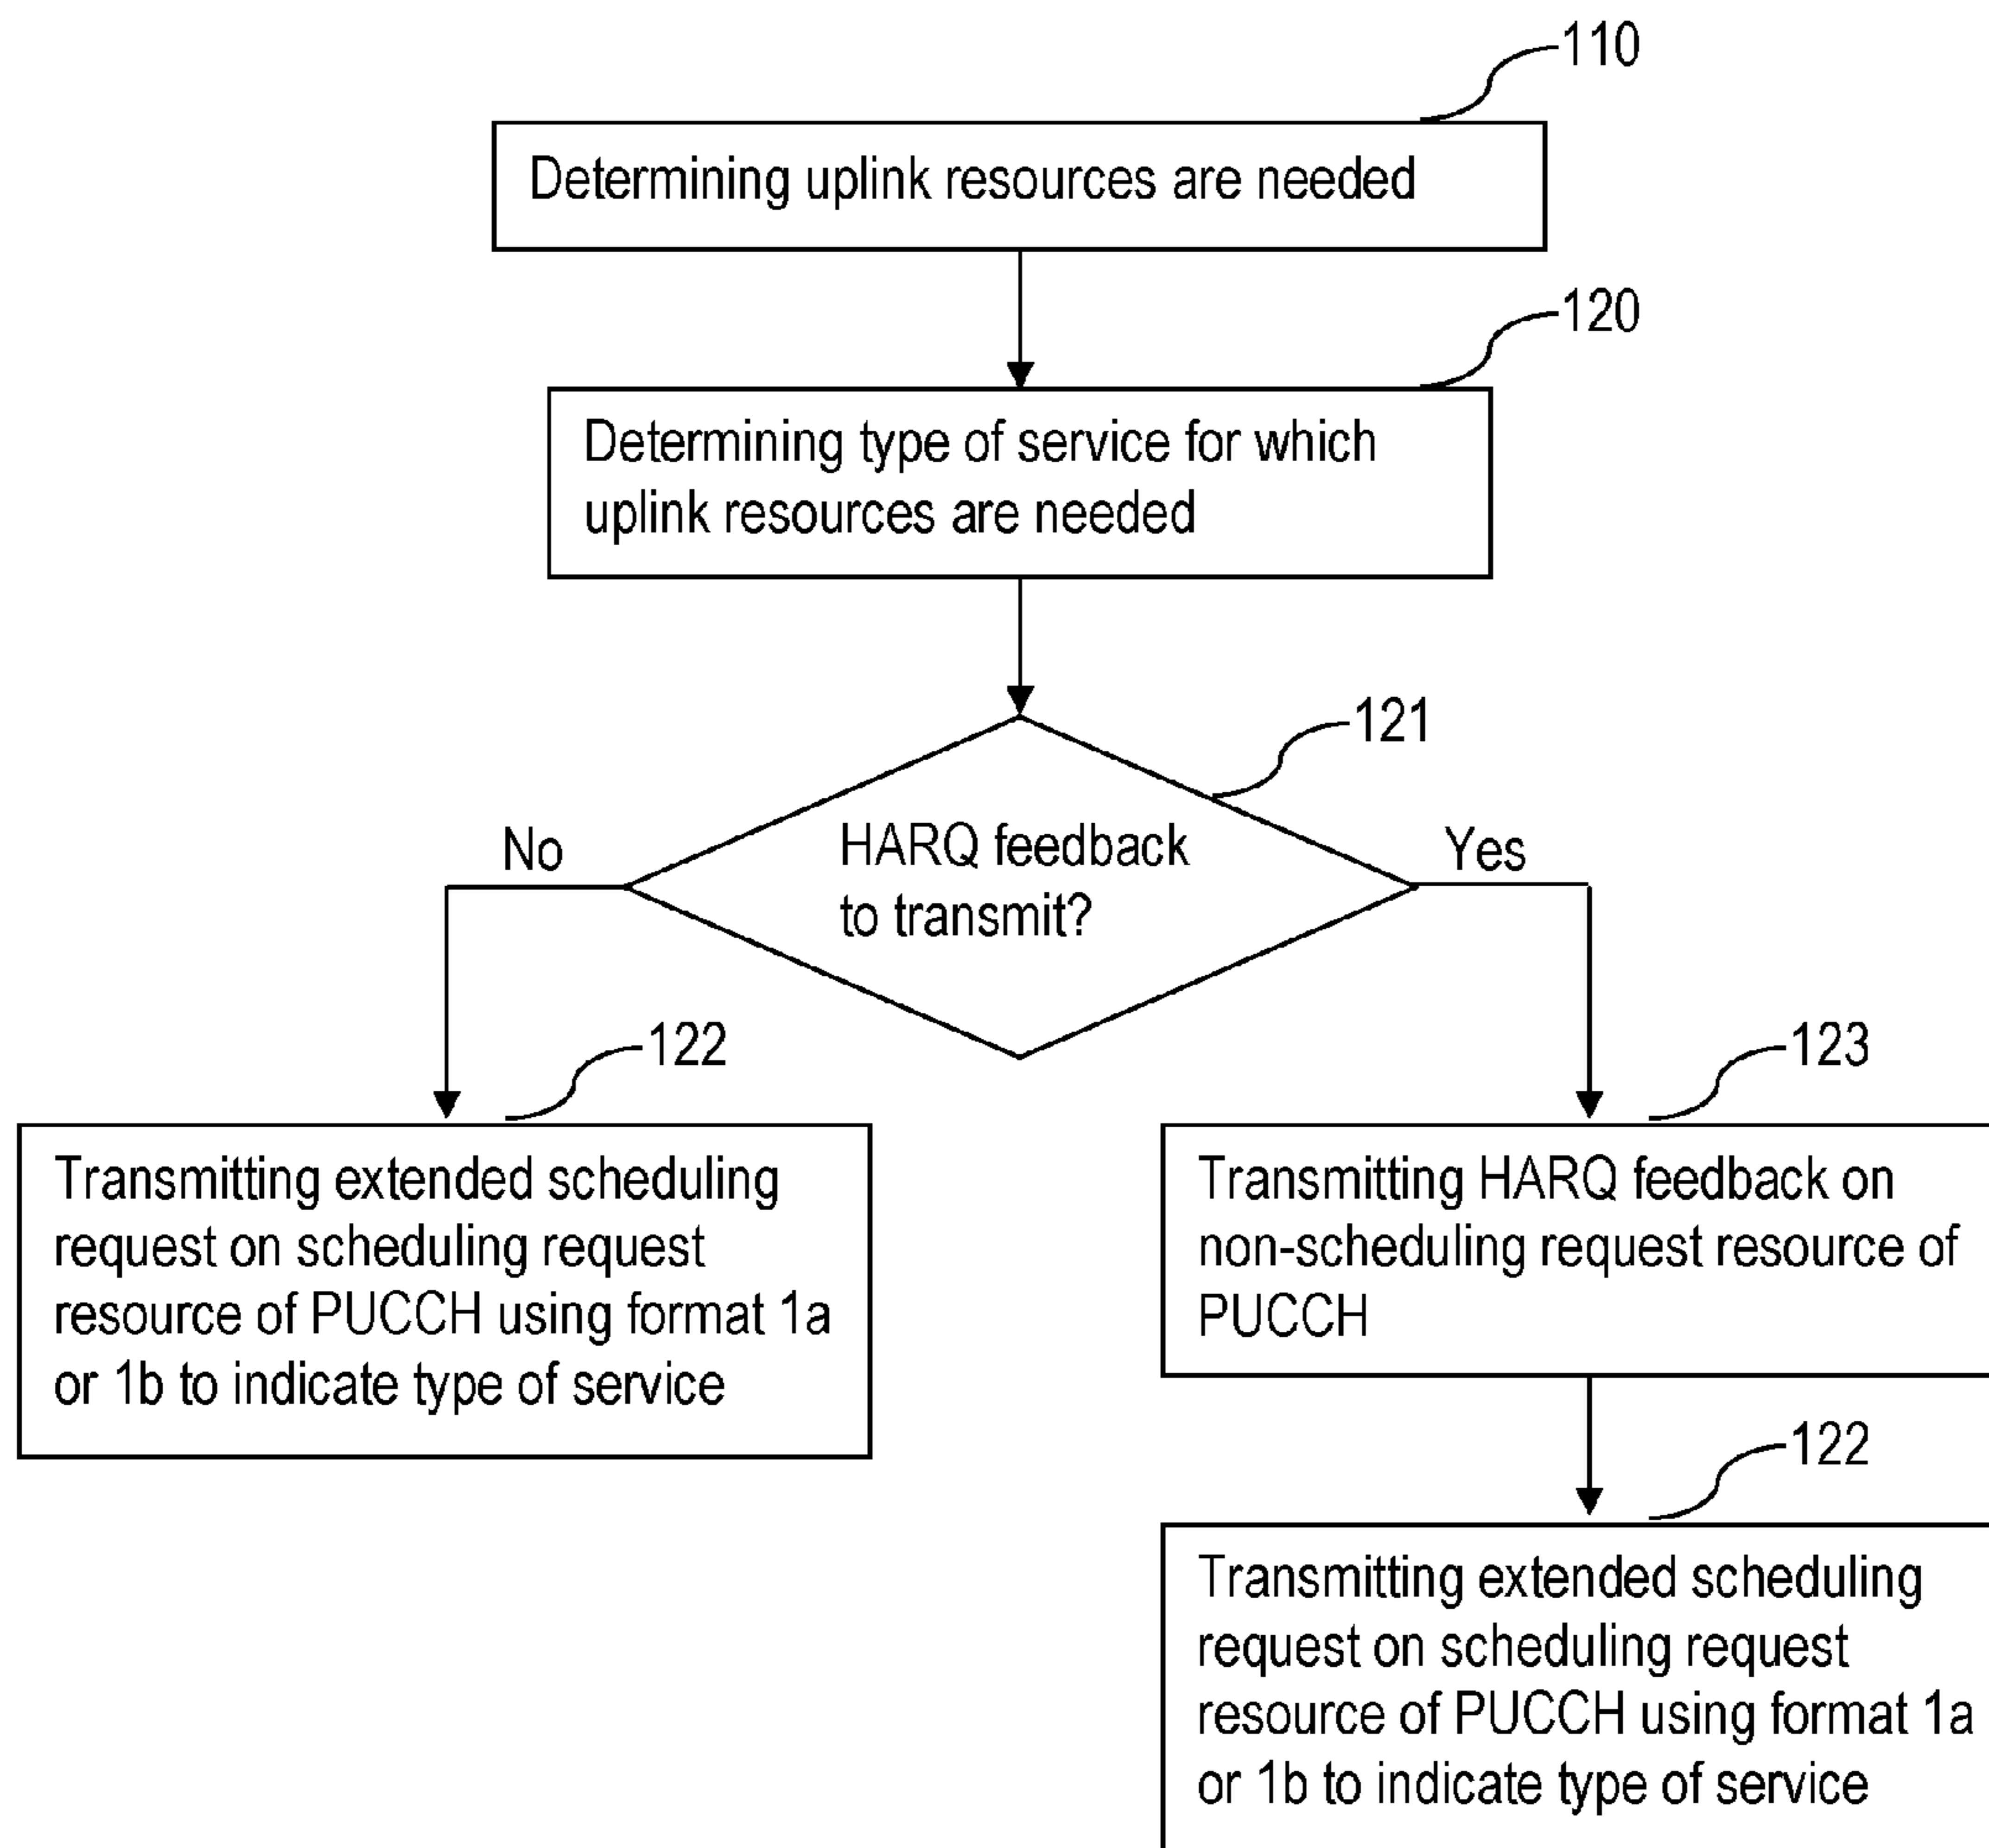 110
Determining uplink resources are needed
120
Determining type of service for which
uplink resources are needed
121
HARQ feedback
to transmit?
No
Yes
122
Transmitting extended scheduling
request on scheduling request
resource of PUCCH using format 1a
or 1b to indicate type of service
123
Transmitting HARQ feedback on
non-scheduling request resource of
PUCCH
122
Transmitting extended scheduling
request on scheduling request
resource of PUCCH using format 1a
or 1b to indicate type of service